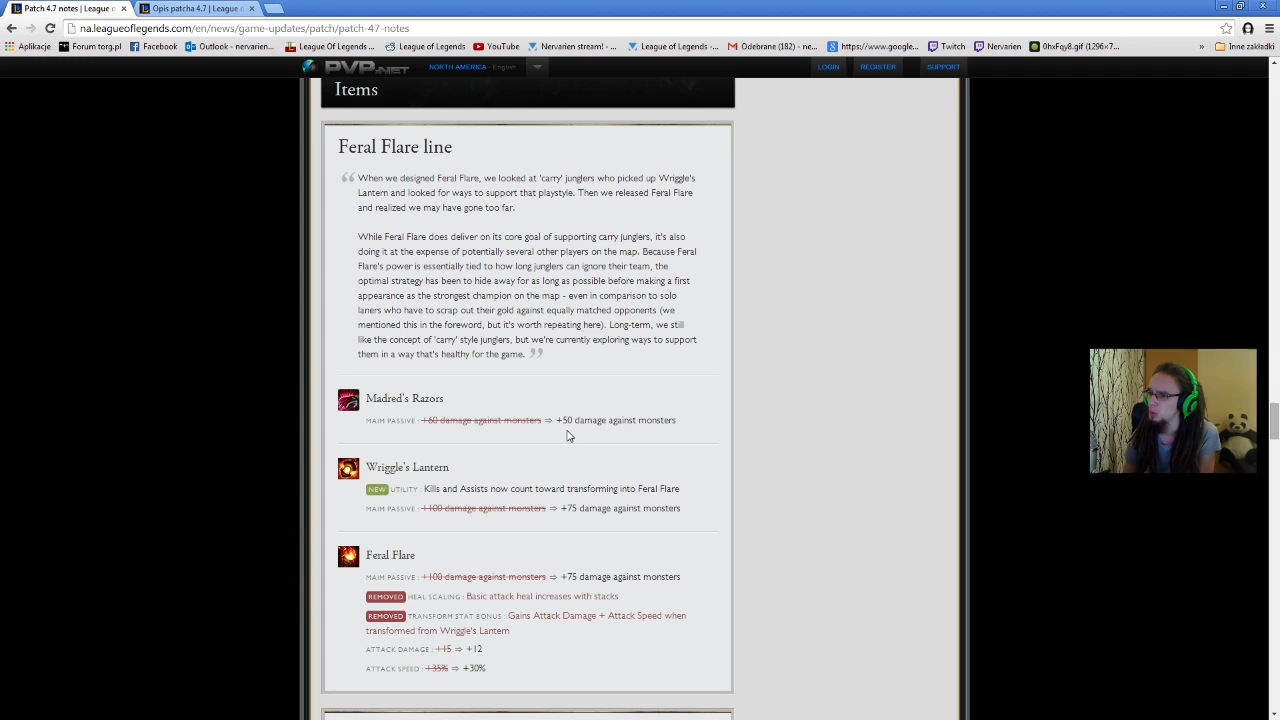 Patch 4.7 notes | League o
Opis patcha 4.7 | League o
na.leagueoflegends.com/en/news/game-updates/patch/patch-47-notes
Aplikacje
Forum torg.pl
Facebook
Outlook - nervarien...
League Of Legends ...
League of Legends
YouTube
Nervarien stream! -...
League of Legends -...
Odebrane (182) - ne...
https://www.google...
Twitch
Nervarien
0hxFqy8.gif (1296×7...
»
Inne zakładki
PVP.NET
NORTH AMERICA - English
LOGIN
REGISTER
SUPPORT
Items
Feral Flare line
When we designed Feral Flare, we looked at 'carry' junglers who picked up Wriggle's
Lantern and looked for ways to support that playstyle. Then we released Feral Flare
and realized we may have gone too far.
While Feral Flare does deliver on its core goal of supporting carry junglers, it's also
doing it at the expense of potentially several other players on the map. Because Feral
Flare's power is essentially tied to how long junglers can ignore their team, the
optimal strategy has been to hide away for as long as possible before making a first
appearance as the strongest champion on the map - even in comparison to solo
laners who have to scrap out their gold against equally matched opponents (we
mentioned this in the foreword, but it's worth repeating here). Long-term, we still
like the concept of 'carry' style junglers, but we're currently exploring ways to support
them in a way that's healthy for the game.
Madred's Razors
MAIM PASSIVE : +60 damage against monsters ⇒ +50 damage against monsters
Wriggle's Lantern
NEW UTILITY : Kills and Assists now count toward transforming into Feral Flare
MAIM PASSIVE : +100 damage against monsters ⇒ +75 damage against monsters
Feral Flare
MAIM PASSIVE : +100 damage against monsters ⇒ +75 damage against monsters
REMOVED HEAL SCALING : Basic attack heal increases with stacks
REMOVED TRANSFORM STAT BONUS : Gains Attack Damage + Attack Speed when
transformed from Wriggle's Lantern
ATTACK DAMAGE : +15 ⇒ +12
ATTACK SPEED : +35% ⇒ +30%